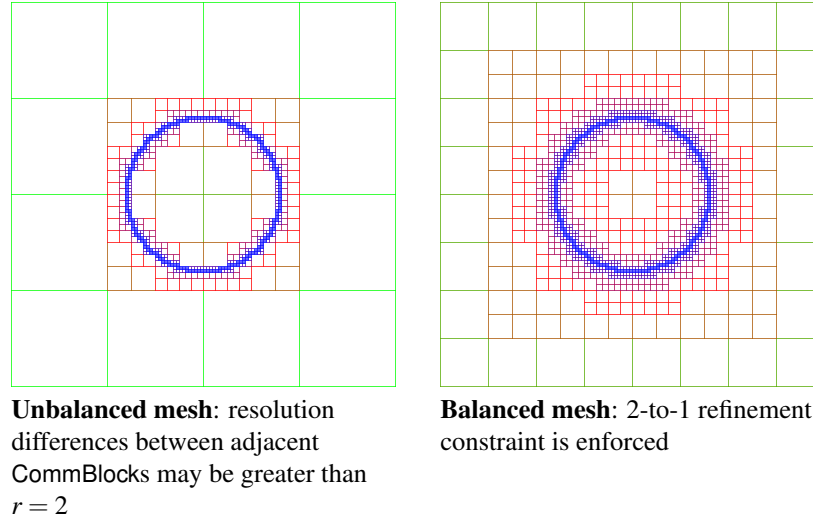 Unbalanced mesh: resolution
differences between adjacent
CommBlocks may be greater than
r = 2
Balanced mesh: 2-to-1 refinement
constraint is enforced